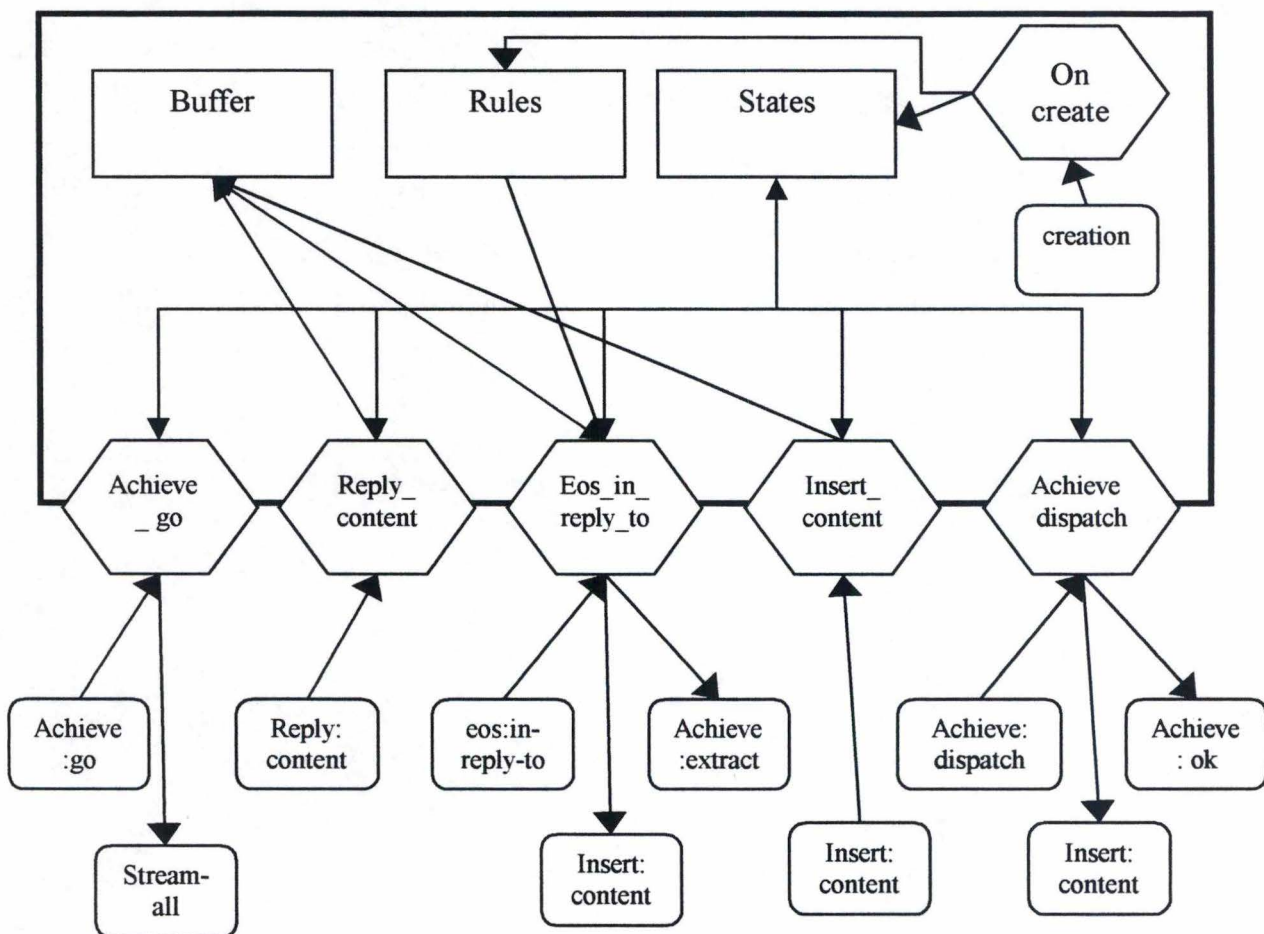 Buffer
Rules
States
On
create
creation
Achieve
_ go
Reply_
content
Eos_in_
reply_to
Insert_
content
Achieve
dispatch
Achieve
:go
Reply:
content
eos:in-
reply-to
Achieve
:extract
Achieve:
dispatch
Achieve
: ok
Stream-
all
Insert:
content
Insert:
content
Insert:
content